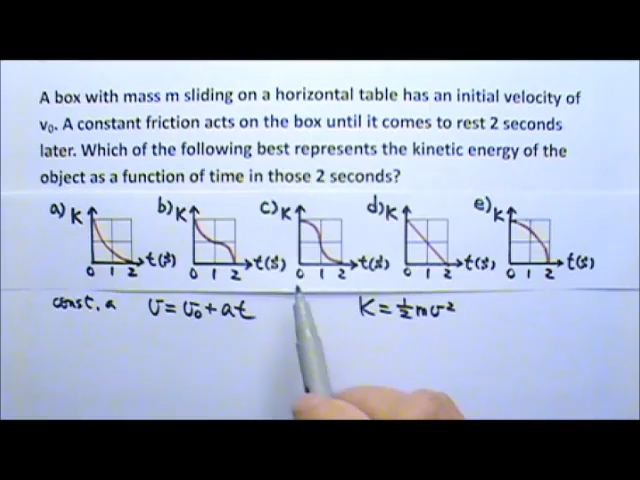 A box with mass m sliding on a horizontal table has an initial velocity of
v₀. A constant friction acts on the box until it comes to rest 2 seconds
later. Which of the following best represents the kinetic energy of the
object as a function of time in those 2 seconds?
a) K b) K c) K d) K e) K
t(s) t(s) t(s) t(s) t(s)
0 1 2 0 1 2 0 1 2 0 1 2 0 1 2
const. a v = v₀ + at K = ½mv²